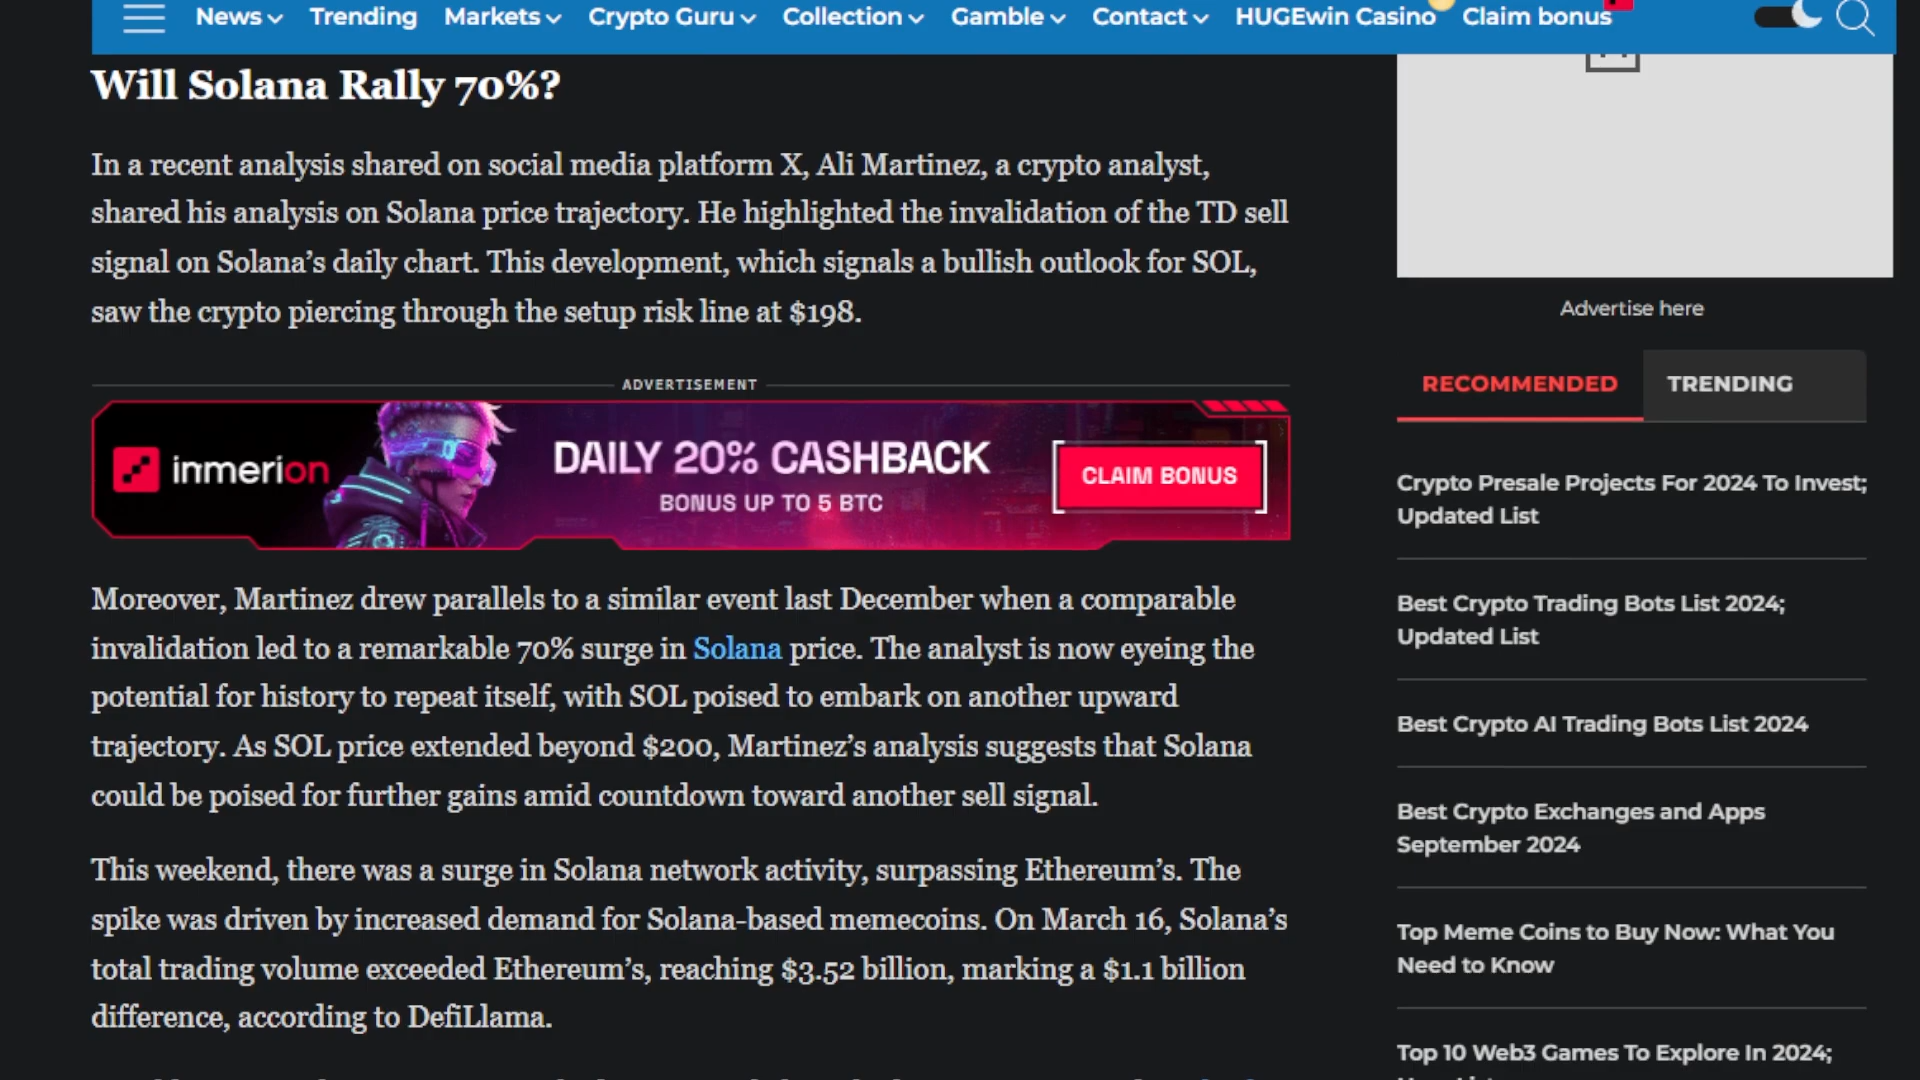 News
Trending
Markets
Crypto Guru
Collection
Gamble
Contact
HUGEwin Casino
Claim bonus
Will Solana Rally 70%?
In a recent analysis shared on social media platform X, Ali Martinez, a crypto analyst,
shared his analysis on Solana price trajectory. He highlighted the invalidation of the TD sell
signal on Solana’s daily chart. This development, which signals a bullish outlook for SOL,
saw the crypto piercing through the setup risk line at $198.
ADVERTISEMENT
inmerion
DAILY 20% CASHBACK
BONUS UP TO 5 BTC
CLAIM BONUS
Moreover, Martinez drew parallels to a similar event last December when a comparable
invalidation led to a remarkable 70% surge in Solana price. The analyst is now eyeing the
potential for history to repeat itself, with SOL poised to embark on another upward
trajectory. As SOL price extended beyond $200, Martinez’s analysis suggests that Solana
could be poised for further gains amid countdown toward another sell signal.
This weekend, there was a surge in Solana network activity, surpassing Ethereum’s. The
spike was driven by increased demand for Solana-based memecoins. On March 16, Solana’s
total trading volume exceeded Ethereum’s, reaching $3.52 billion, marking a $1.1 billion
difference, according to DefiLlama.
Advertise here
RECOMMENDED
TRENDING
Crypto Presale Projects For 2024 To Invest;
Updated List
Best Crypto Trading Bots List 2024;
Updated List
Best Crypto AI Trading Bots List 2024
Best Crypto Exchanges and Apps
September 2024
Top Meme Coins to Buy Now: What You
Need to Know
Top 10 Web3 Games To Explore In 2024;